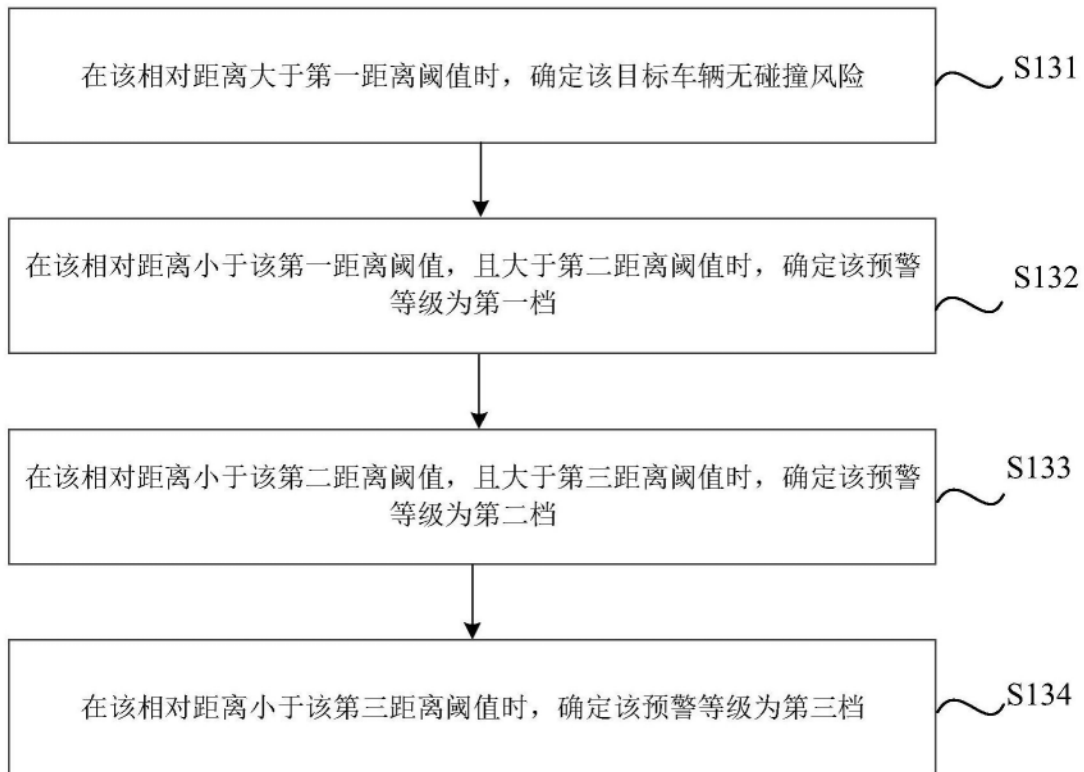 在该相对距离大于第一距离阈值时，确定该目标车辆无碰撞风险
S131
在该相对距离小于该第一距离阈值，且大于第二距离阈值时，确定该预警
等级为第一档
S132
在该相对距离小于该第二距离阈值，且大于第三距离阈值时，确定该预警
等级为第二档
S133
在该相对距离小于该第三距离阈值时，确定该预警等级为第三档
S134